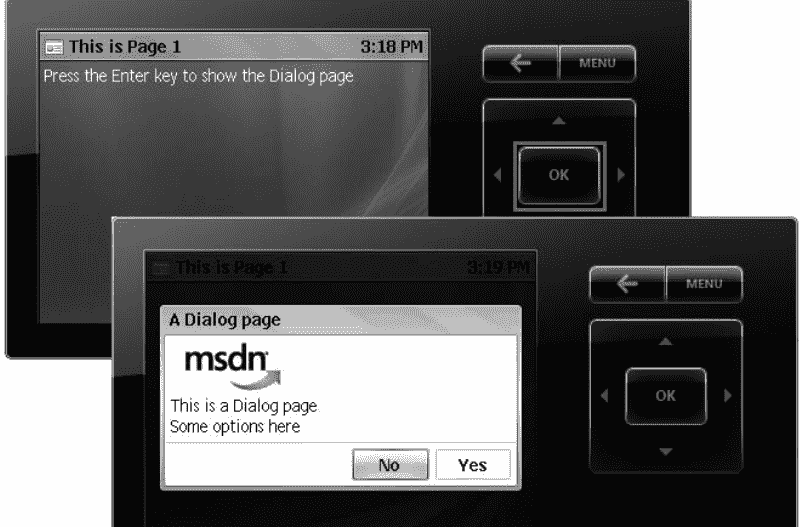 This is Page 1 3:18 PM
Press the Enter key to show the Dialog page
MENU
OK
This is Page 1 3:19 PM
MENU
A Dialog page
msdn
This is a Dialog page
Some options here
OK
No Yes